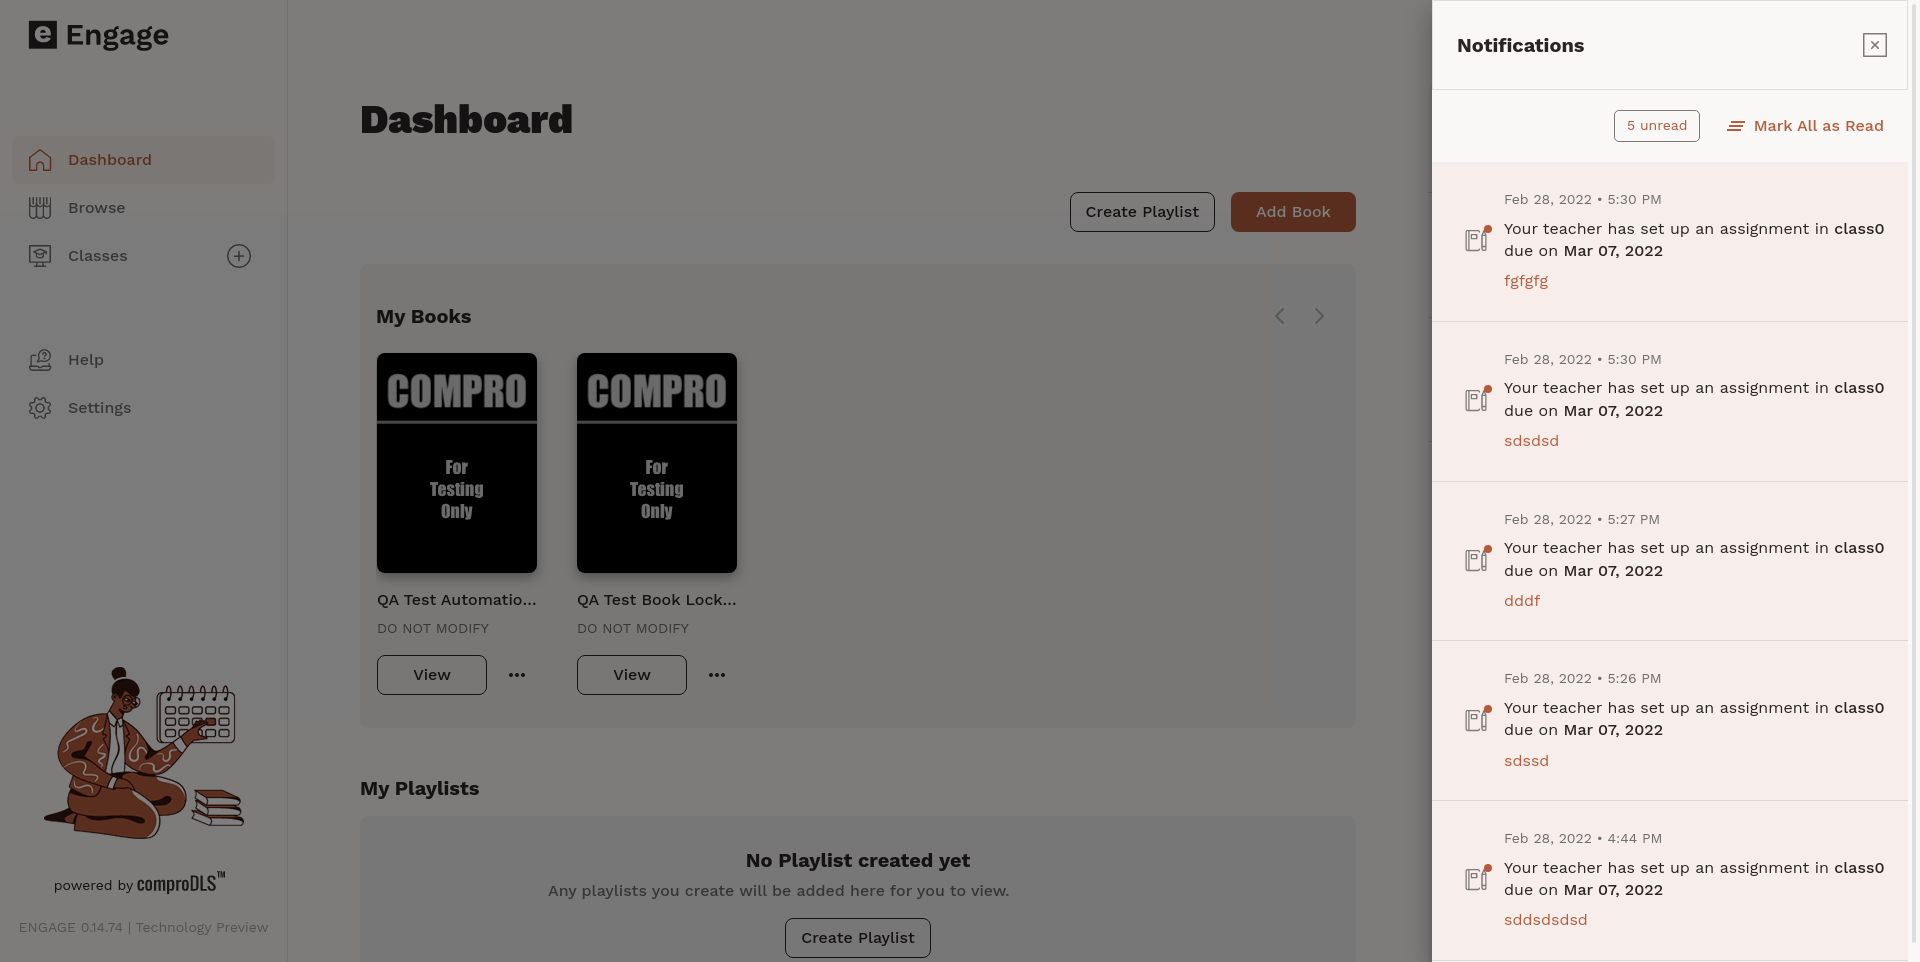 e Engage
Dashboard
Browse
Classes
Help
Settings
powered by comproDLS™
ENGAGE 0.14.74 | Technology Preview
Dashboard
Create Playlist
Add Book
My Books
COMPRO
For
Testing
Only
QA Test Automatio...
DO NOT MODIFY
View
COMPRO
For
Testing
Only
QA Test Book Lock...
DO NOT MODIFY
View
My Playlists
No Playlist created yet
Any playlists you create will be added here for you to view.
Create Playlist
Notifications
5 unread
Mark All as Read
Feb 28, 2022 • 5:30 PM
Your teacher has set up an assignment in class0
due on Mar 07, 2022
fgfgfg
Feb 28, 2022 • 5:30 PM
Your teacher has set up an assignment in class0
due on Mar 07, 2022
sdsdsd
Feb 28, 2022 • 5:27 PM
Your teacher has set up an assignment in class0
due on Mar 07, 2022
dddf
Feb 28, 2022 • 5:26 PM
Your teacher has set up an assignment in class0
due on Mar 07, 2022
sdssd
Feb 28, 2022 • 4:44 PM
Your teacher has set up an assignment in class0
due on Mar 07, 2022
sddsdsdsd